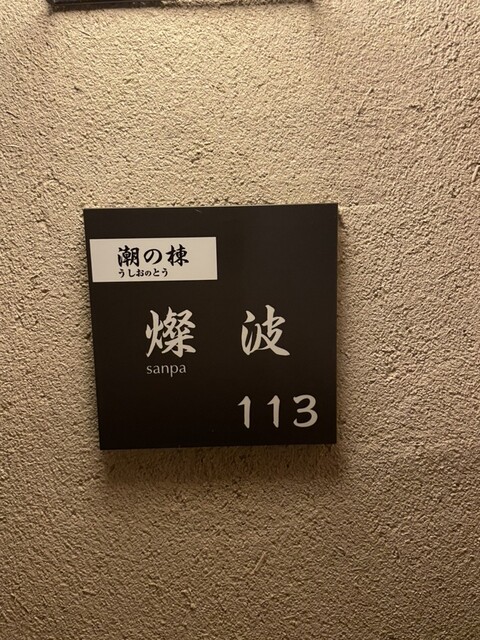 潮の棟
うしおのとう
燦波
sanpa
113